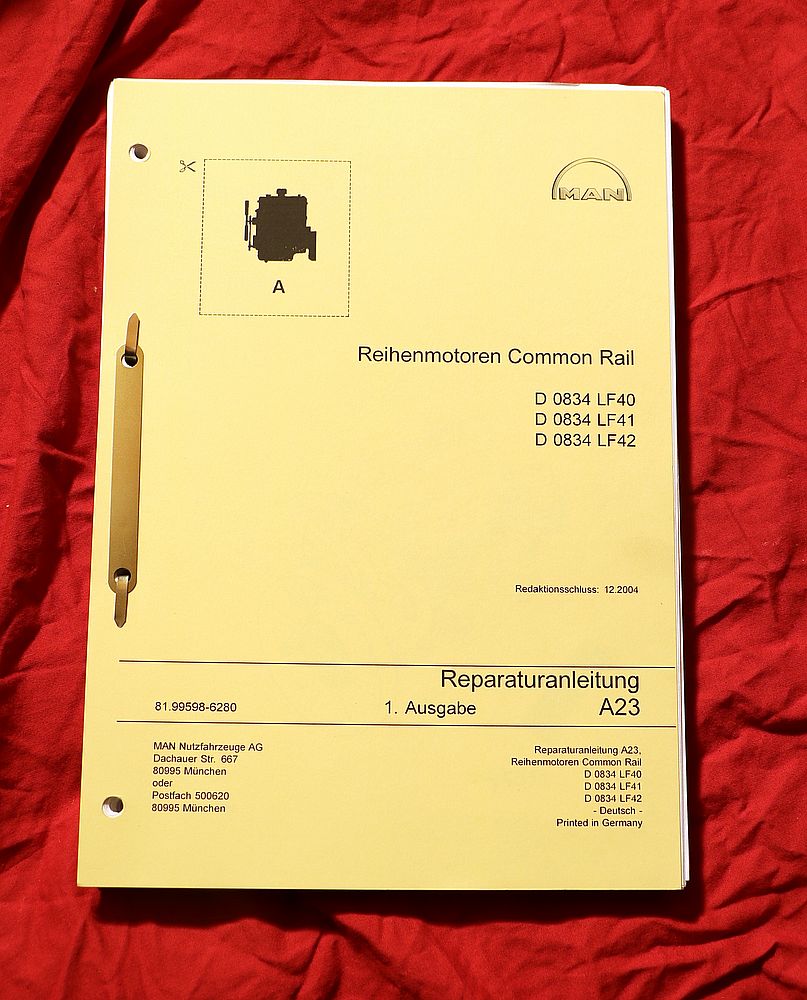 MAN
A
Reihenmotoren Common Rail
D 0834 LF40
D 0834 LF41
D 0834 LF42
Redaktionsschluss: 12.2004
Reparaturanleitung
81.99598-6280 1. Ausgabe A23
MAN Nutzfahrzeuge AG
Dachauer Str. 667
80995 München
oder
Postfach 500620
80995 München
Reparaturanleitung A23,
Reihenmotoren Common Rail
D 0834 LF40
D 0834 LF41
D 0834 LF42
- Deutsch -
Printed in Germany